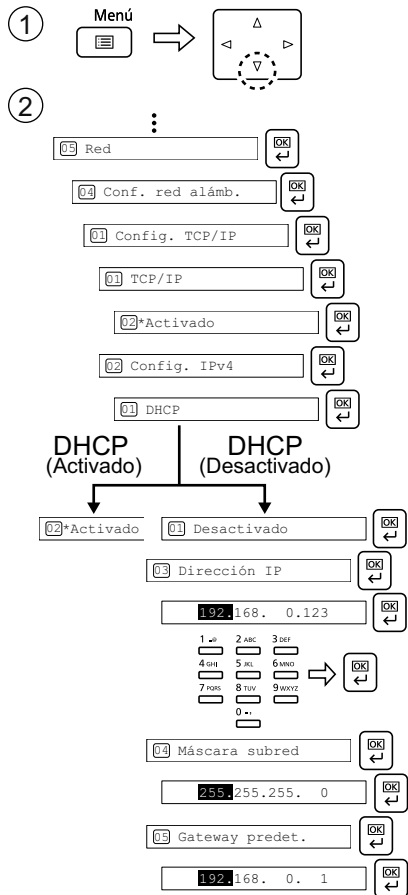 1
Menú
2
05 Red OK
04 Conf. red alámb. OK
01 Config. TCP/IP OK
01 TCP/IP OK
02*Activado OK
02 Config. IPv4 OK
01 DHCP OK
DHCP DHCP
(Activado) (Desactivado)
02*Activado 01 Desactivado OK
03 Dirección IP OK
192.168. 0.123 OK
1 .@ 2 ABC 3 DEF
4 GHI 5 JKL 6 MNO OK
7 PQRS 8 TUV 9 WXYZ
0 -.,
04 Máscara subred OK
255.255.255. 0 OK
05 Gateway predet. OK
192.168. 0. 1 OK